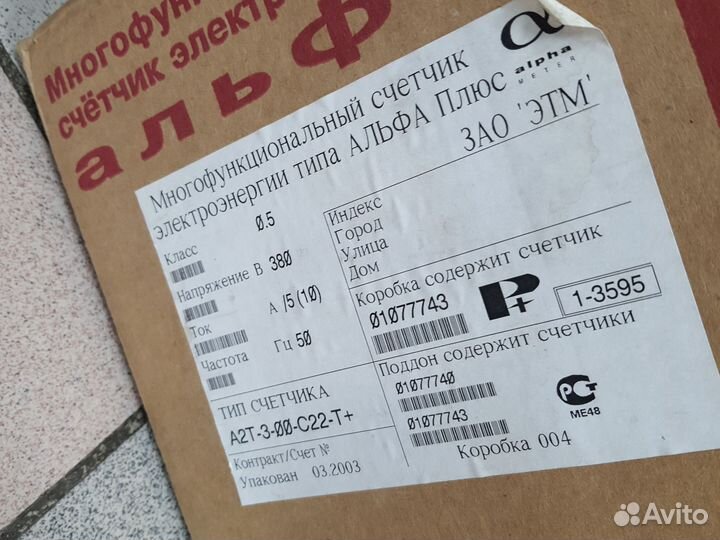 Многофун
счётчик электр
альф
alpha
METER
Многофункциональный счетчик
электроэнергии типа АЛЬФА Плюс
ЗАО 'ЭТМ'
Класс 0.5
Напряжение В 380
Ток А /5 (10)
Частота Гц 50
Индекс
Город
Улица
Дом
Коробка содержит счетчик
01077743
P+
1-3595
Поддон содержит счетчики
01077740
01077743
ME48
Коробка 004
ТИП СЧЕТЧИКА
A2T-3-00-C22-T+
Контракт/Счет №
Упакован 03.2003
Avito